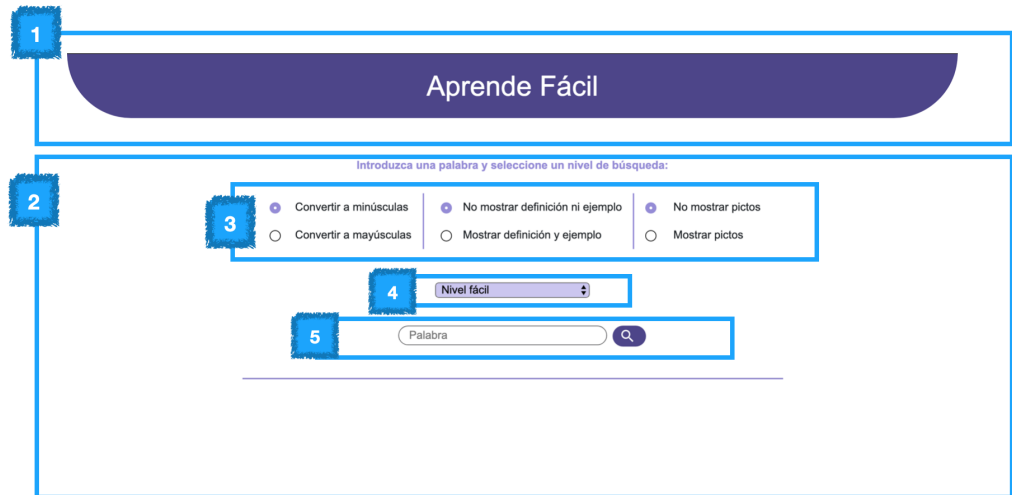 1
Aprende Fácil
2
Introduzca una palabra y seleccione un nivel de búsqueda:
3
Convertir a minúsculas
No mostrar definición ni ejemplo
No mostrar pictos
Convertir a mayúsculas
Mostrar definición y ejemplo
Mostrar pictos
4
Nivel fácil
5
Palabra